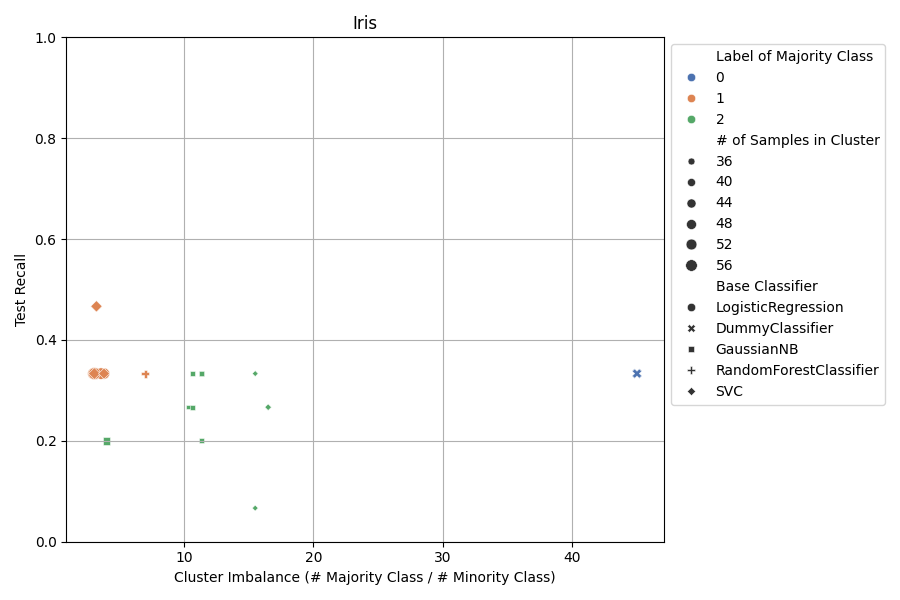 Iris
1.0
0.8
0.6
0.4
0.2
0.0
Test Recall
10
20
30
40
Cluster Imbalance (# Majority Class / # Minority Class)
Label of Majority Class
0
1
2
# of Samples in Cluster
36
40
44
48
52
56
Base Classifier
LogisticRegression
DummyClassifier
GaussianNB
RandomForestClassifier
SVC